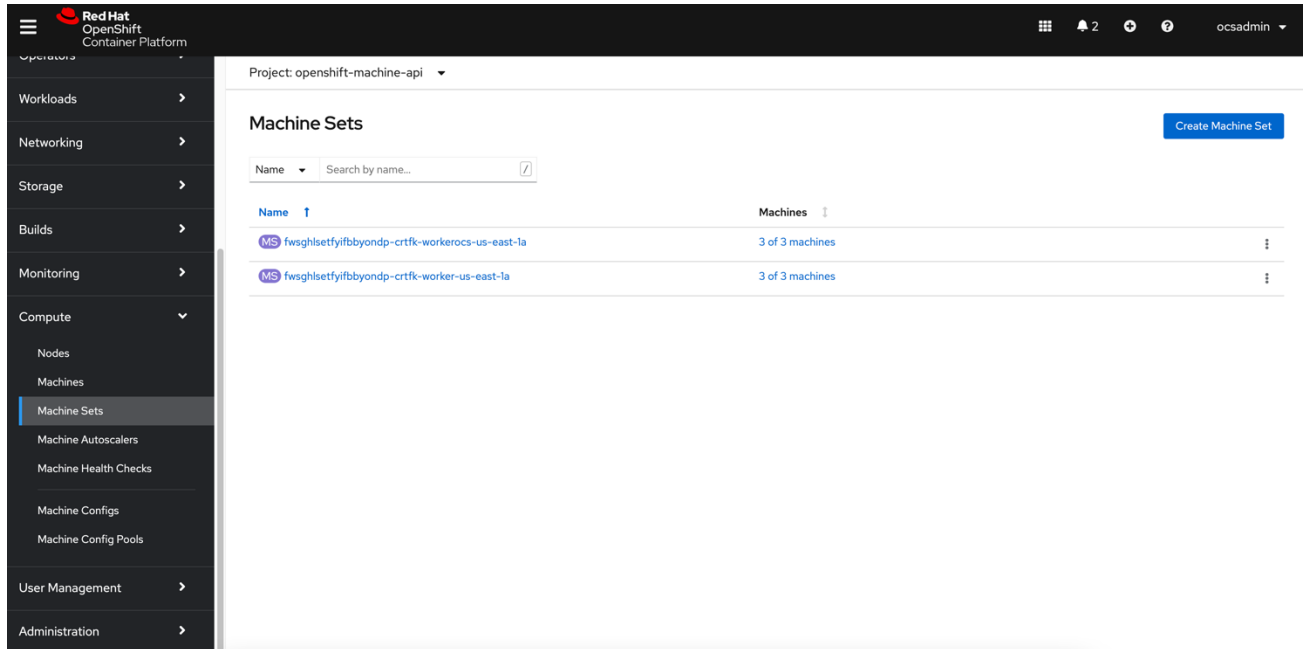 Red Hat
OpenShift
Container Platform
2
ocsadmin
Operators
Workloads
Networking
Storage
Builds
Monitoring
Compute
Nodes
Machines
Machine Sets
Machine Autoscalers
Machine Health Checks
Machine Configs
Machine Config Pools
User Management
Administration
Project: openshift-machine-api
Machine Sets
Create Machine Set
Name Search by name... /
Name Machines
MS fwsghlsetfyifbbyondp-crtfk-workerocs-us-east-1a 3 of 3 machines
MS fwsghlsetfyifbbyondp-crtfk-worker-us-east-1a 3 of 3 machines